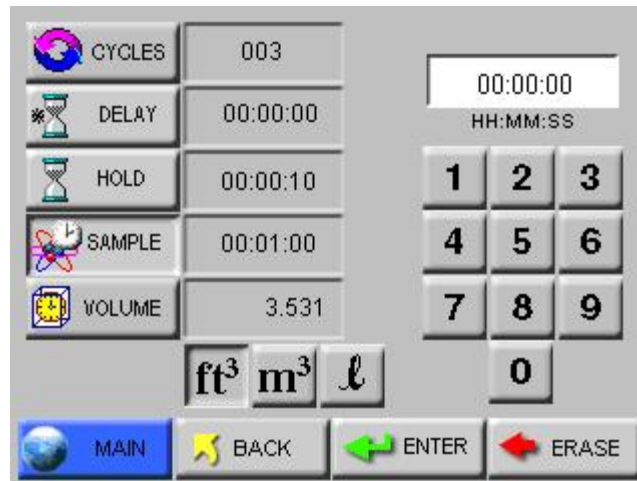 CYCLES 003
DELAY 00:00:00
HOLD 00:00:10
SAMPLE 00:01:00
VOLUME 3.531
ft³ m³ ℓ
00:00:00
HH:MM:SS
1 2 3
4 5 6
7 8 9
0
MAIN BACK ENTER ERASE